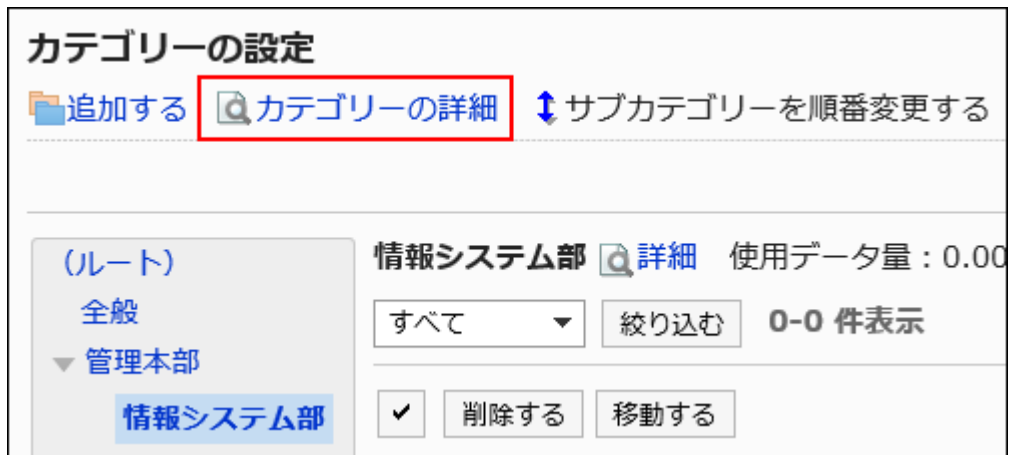 カテゴリーの設定
追加する カテゴリーの詳細 サブカテゴリーを順番変更する
(ルート)
全般
管理本部
情報システム部
情報システム部 詳細 使用データ量：0.00
すべて 絞り込む 0-0 件表示
削除する 移動する